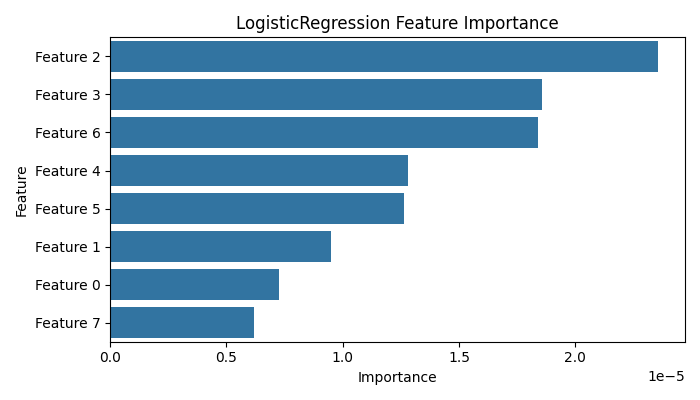 LogisticRegression Feature Importance
Feature 2
Feature 3
Feature 6
Feature 4
Feature 5
Feature 1
Feature 0
Feature 7
Feature
0.0 0.5 1.0 1.5 2.0
1e−5
Importance